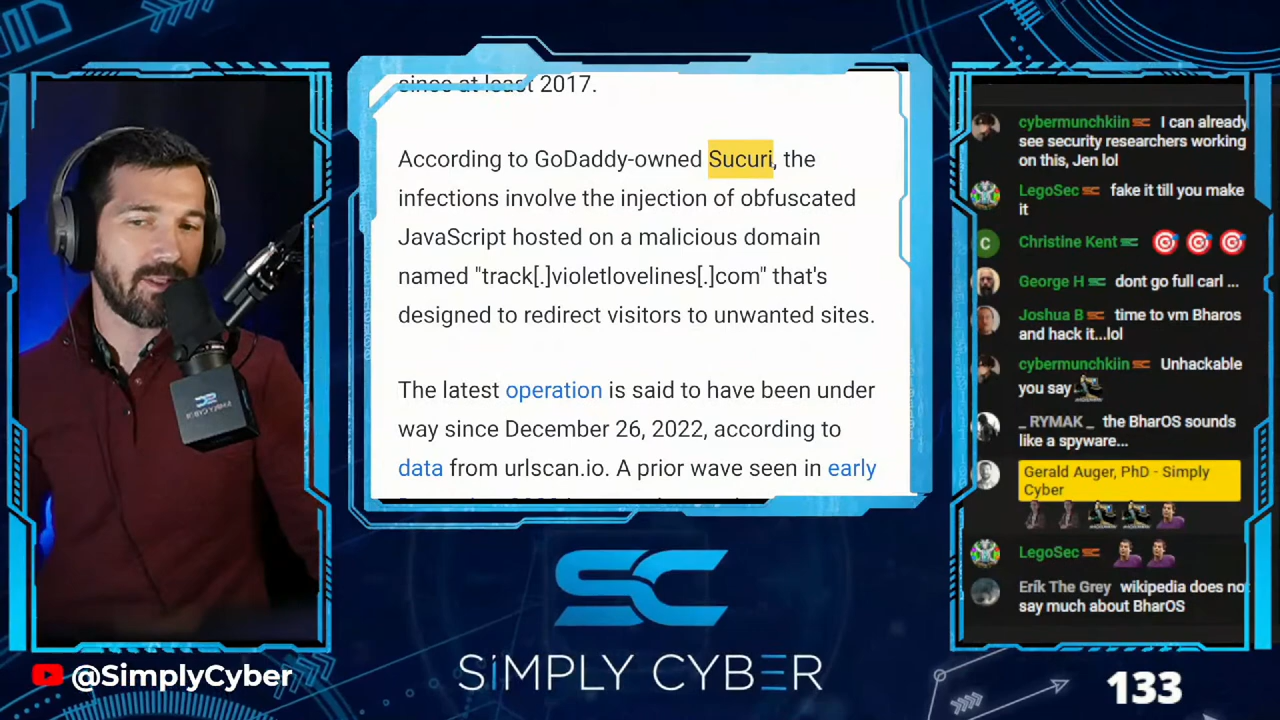 since at least 2017.
According to GoDaddy-owned Sucuri, the
infections involve the injection of obfuscated
JavaScript hosted on a malicious domain
named "track[.]violetlovelines[.]com" that's
designed to redirect visitors to unwanted sites.
The latest operation is said to have been under
way since December 26, 2022, according to
data from urlscan.io. A prior wave seen in early
SC
SIMPLY CYBER
@SimplyCyber
cybermunchkiin I can already
see security researchers working
on this, Jen lol
LegoSec fake it till you make
it
C
Christine Kent
George H dont go full carl ...
Joshua B time to vm Bharos
and hack it...lol
cybermunchkiin Unhackable
you say
_ RYMAK _ the BharOS sounds
like a spyware...
Gerald Auger, PhD - Simply
Cyber
LegoSec
Erik The Grey wikipedia does not
say much about BharOS
133